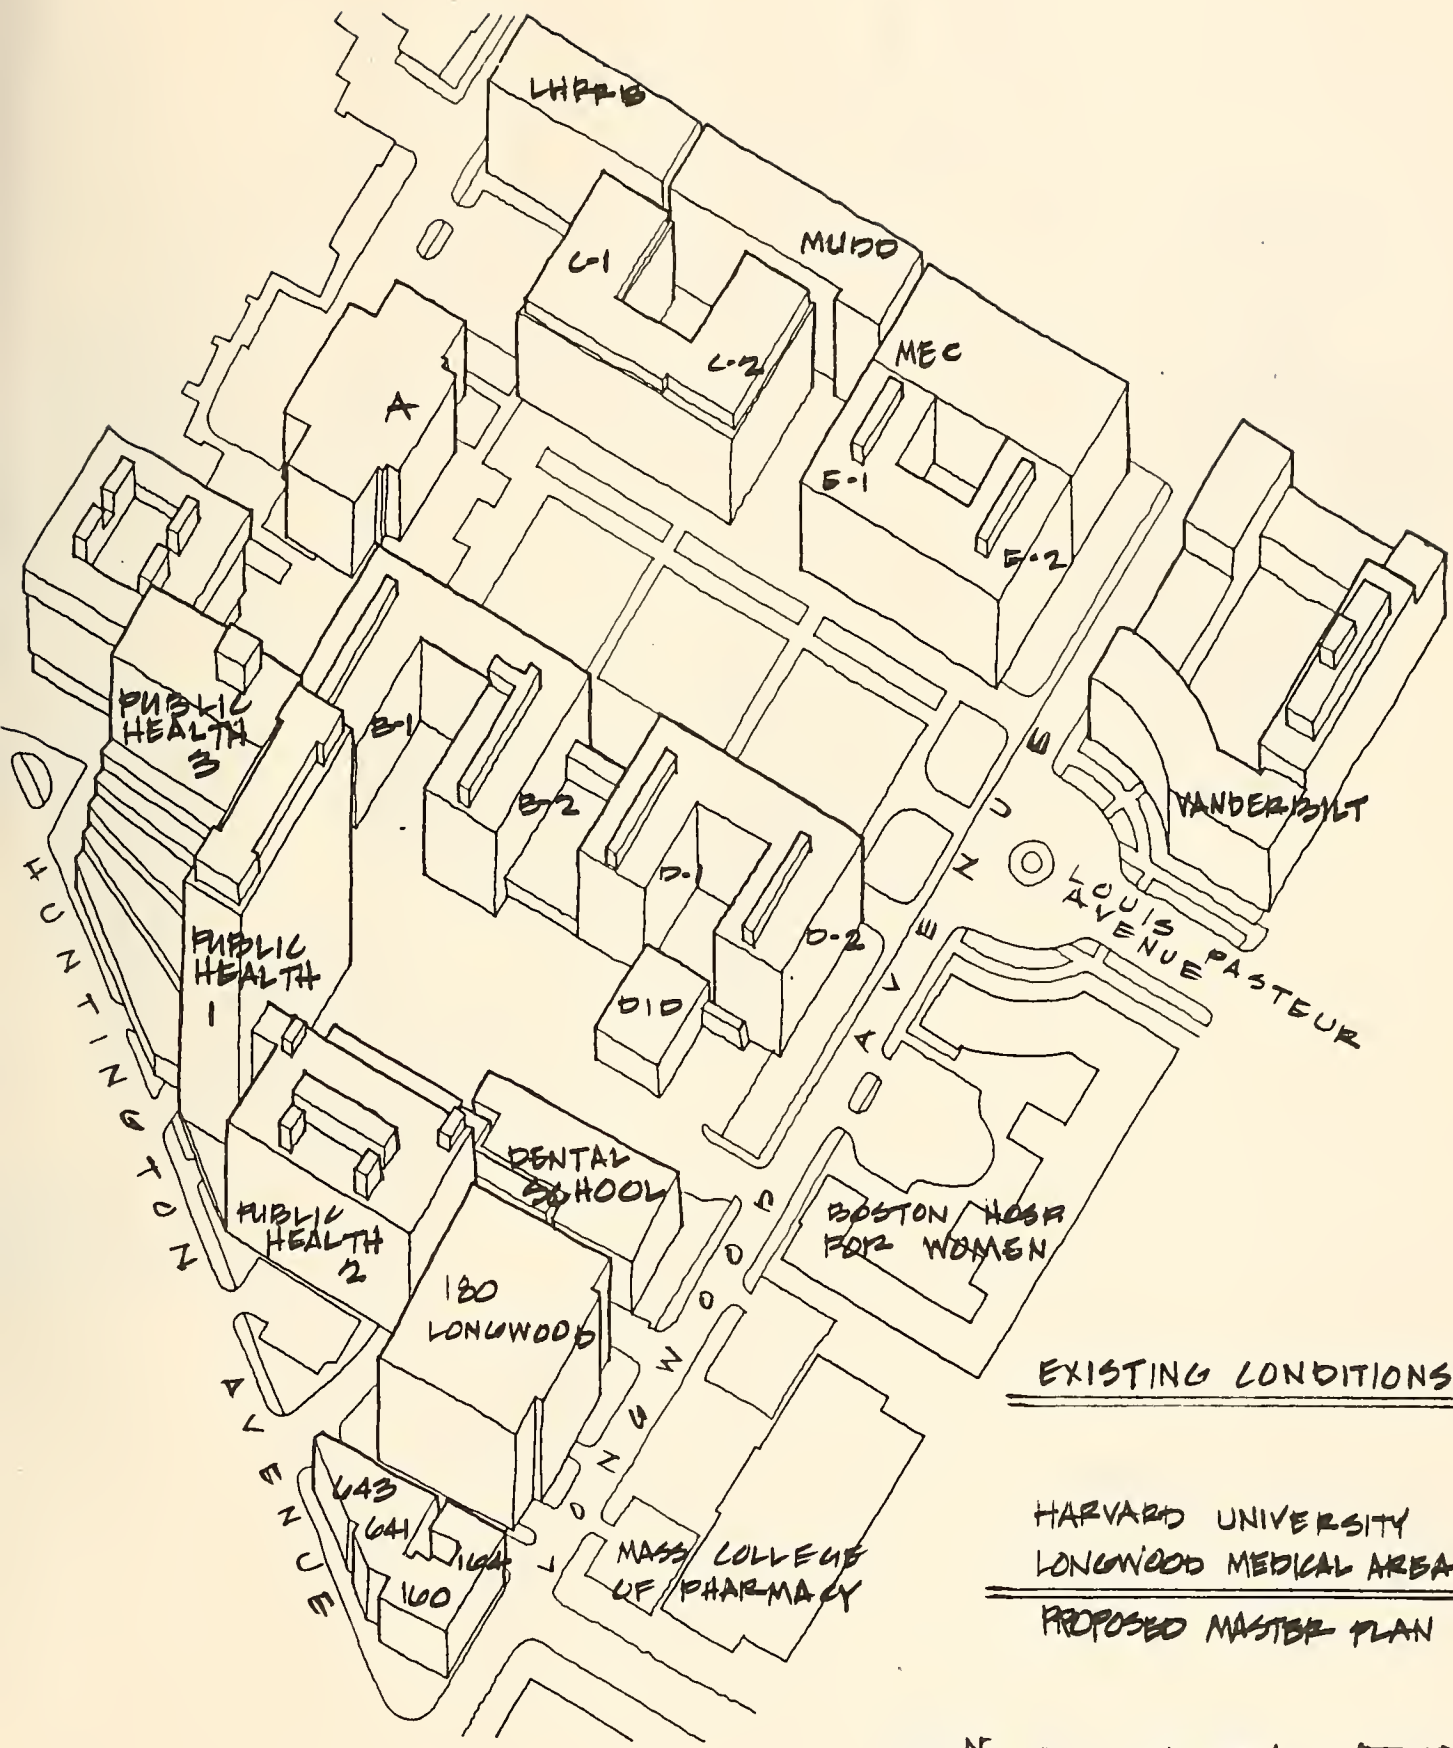 LHRRB
MUDD
C-1
C-2
MEC
A
E-1
E-2
PUBLIC
HEALTH
3
B-1
B-2
VANDERBILT
D-1
D-2
LOUIS PASTEUR
AVENUE
PUBLIC
HEALTH
1
DID
HUNTINGTON AVENUE
LONGWOOD AVENUE
DENTAL
SCHOOL
PUBLIC
HEALTH
2
BOSTON HOSP
FOR WOMEN
180
LONGWOOD
643
641
164
160
MASS COLLEGE
OF PHARMACY
EXISTING CONDITIONS
HARVARD UNIVERSITY
LONGWOOD MEDICAL AREA
PROPOSED MASTER PLAN